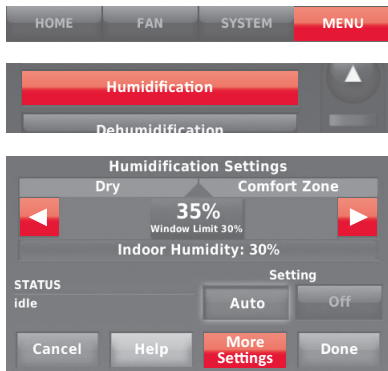 HOME FAN SYSTEM MENU
Humidification
Dehumidification
Humidification Settings
Dry Comfort Zone
35%
Window Limit 30%
Indoor Humidity: 30%
Setting
STATUS
idle
Auto Off
Cancel Help More Settings Done